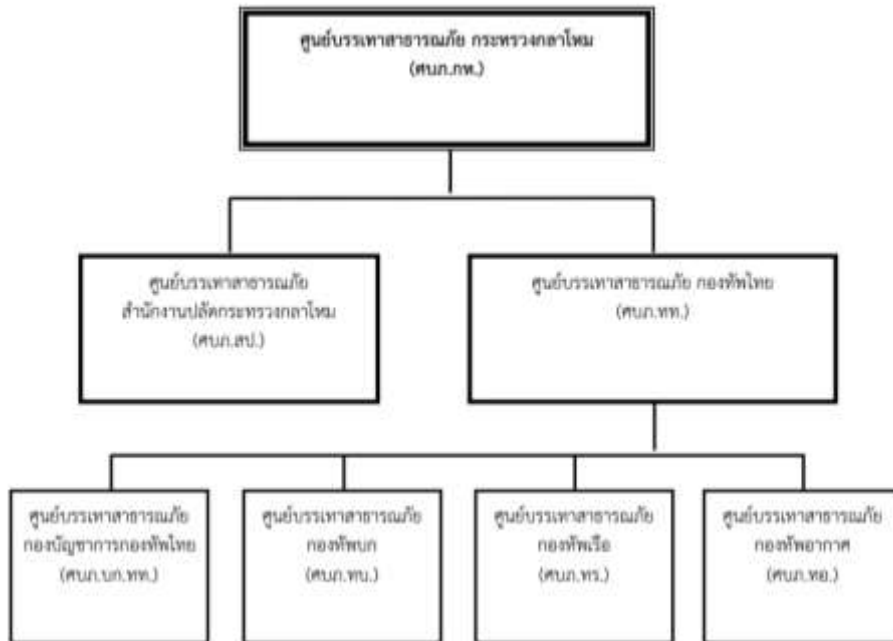 ศูนย์บรรเทาสาธารณภัย กระทรวงกลาโหม
(ศบภ.กห.)
ศูนย์บรรเทาสาธารณภัย
สำนักงานปลัดกระทรวงกลาโหม
(ศบภ.สป.)
ศูนย์บรรเทาสาธารณภัย กองทัพไทย
(ศบภ.ทท.)
ศูนย์บรรเทาสาธารณภัย
กองบัญชาการกองทัพไทย
(ศบภ.บก.ทท.)
ศูนย์บรรเทาสาธารณภัย
กองทัพบก
(ศบภ.ทบ.)
ศูนย์บรรเทาสาธารณภัย
กองทัพเรือ
(ศบภ.ทร.)
ศูนย์บรรเทาสาธารณภัย
กองทัพอากาศ
(ศบภ.ทอ.)